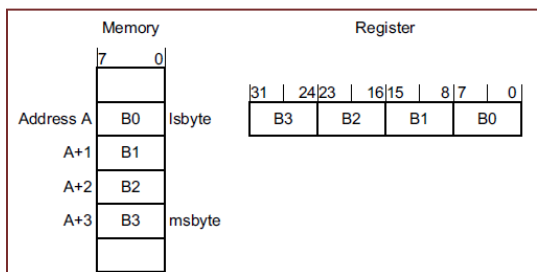 Memory Register
7 0
31 24 23 16 15 8 7 0
Address A B0 lsbyte B3 B2 B1 B0
A+1 B1
A+2 B2
A+3 B3 msbyte